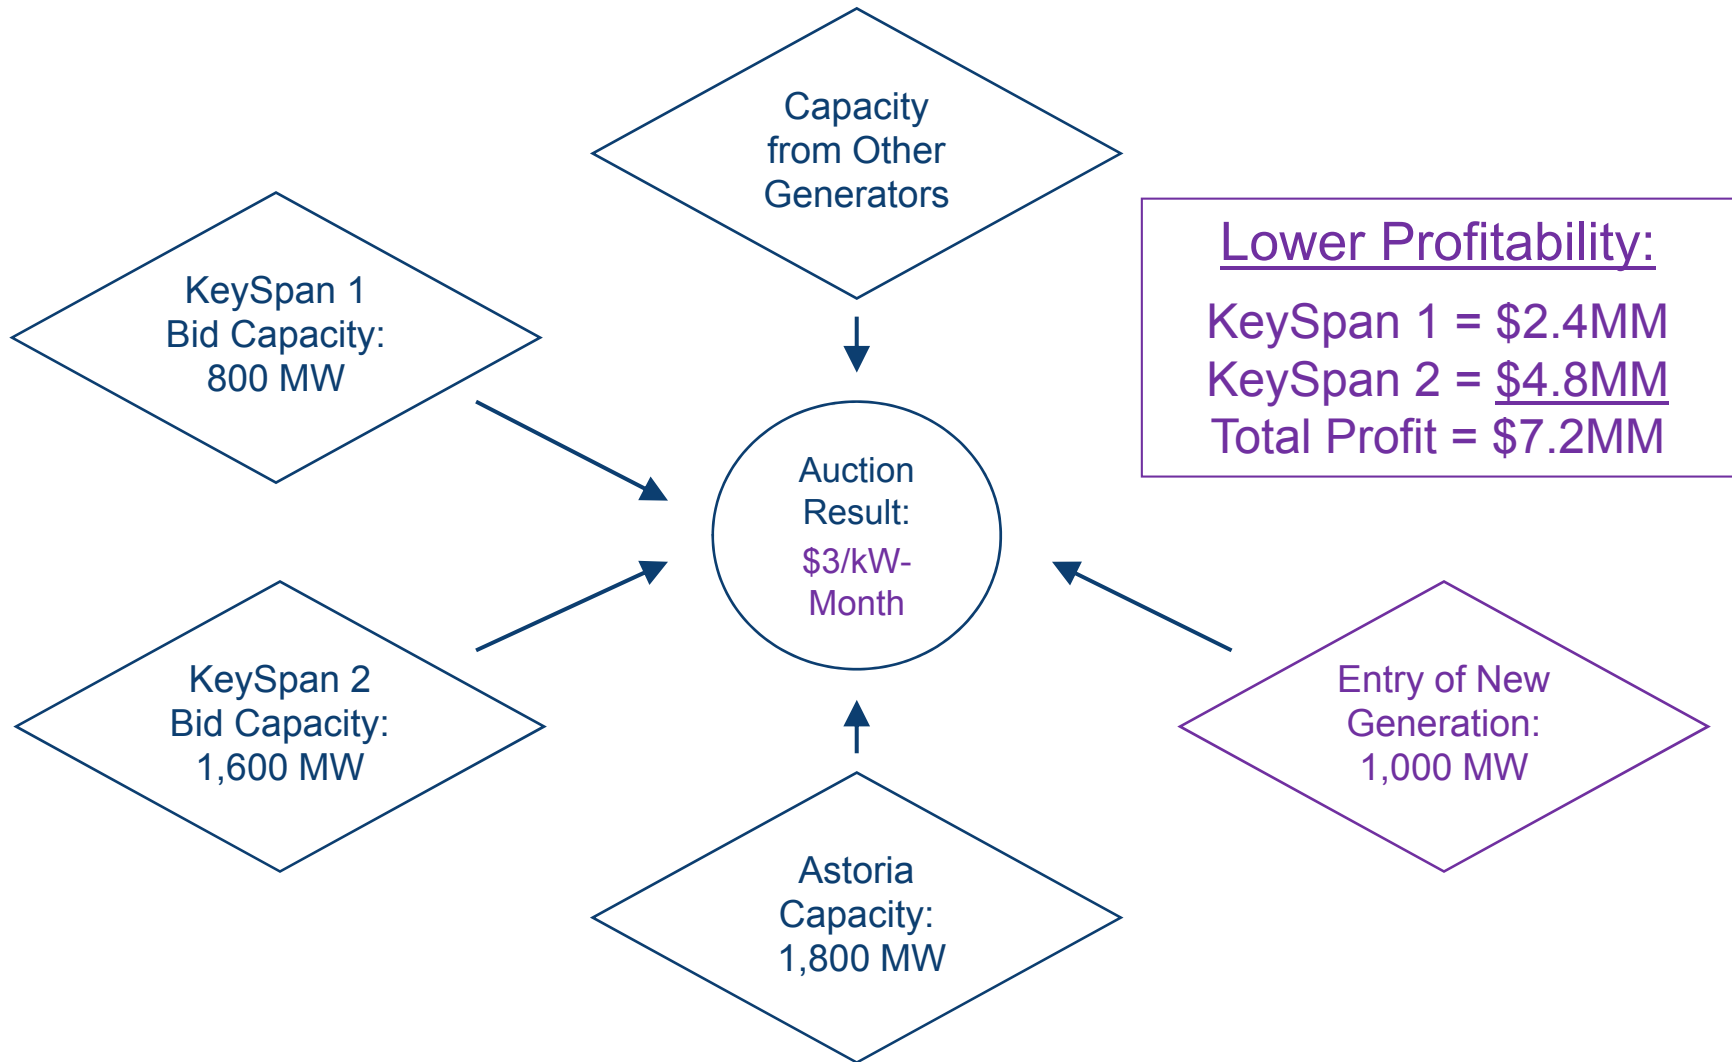 Capacity
from Other
Generators
KeySpan 1
Bid Capacity:
800 MW
Lower Profitability:
KeySpan 1 = $2.4MM
KeySpan 2 = $4.8MM
Total Profit = $7.2MM
Auction
Result:
$3/kW-
Month
KeySpan 2
Bid Capacity:
1,600 MW
Entry of New
Generation:
1,000 MW
Astoria
Capacity:
1,800 MW